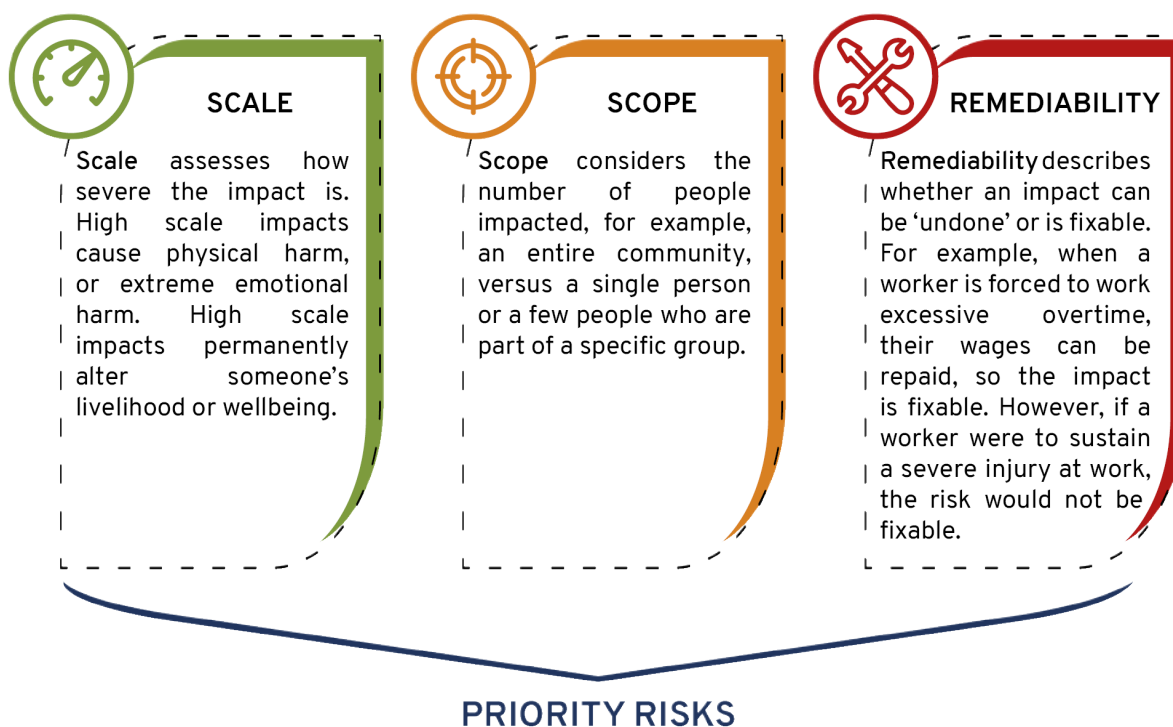 SCALE
Scale assesses how
severe the impact is.
High scale impacts
cause physical harm,
or extreme emotional
harm. High scale
impacts permanently
alter someone’s
livelihood or wellbeing.
SCOPE
Scope considers the
number of people
impacted, for example,
an entire community,
versus a single person
or a few people who are
part of a specific group.
REMEDIABILITY
Remediability describes
whether an impact can
be ‘undone’ or is fixable.
For example, when a
worker is forced to work
excessive overtime,
their wages can be
repaid, so the impact
is fixable. However, if a
worker were to sustain
a severe injury at work,
the risk would not be
fixable.
PRIORITY RISKS